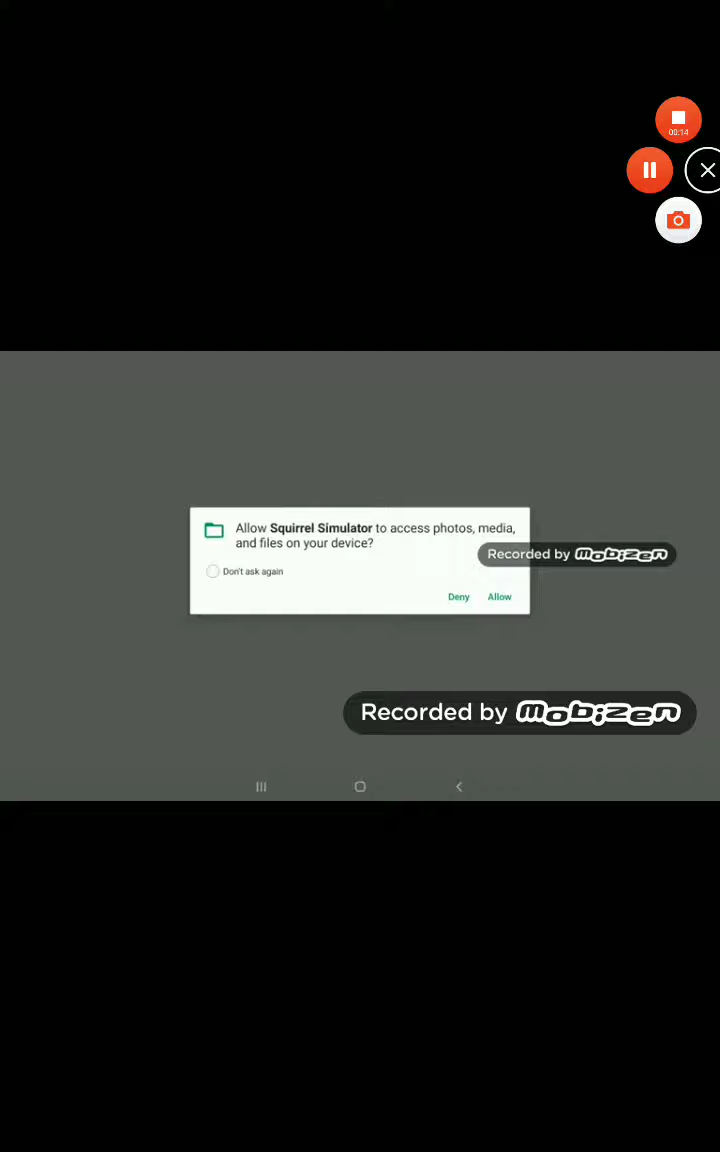 00:14
Allow Squirrel Simulator to access photos, media,
and files on your device?
Recorded by mobizen
Don't ask again
Deny Allow
Recorded by mobizen